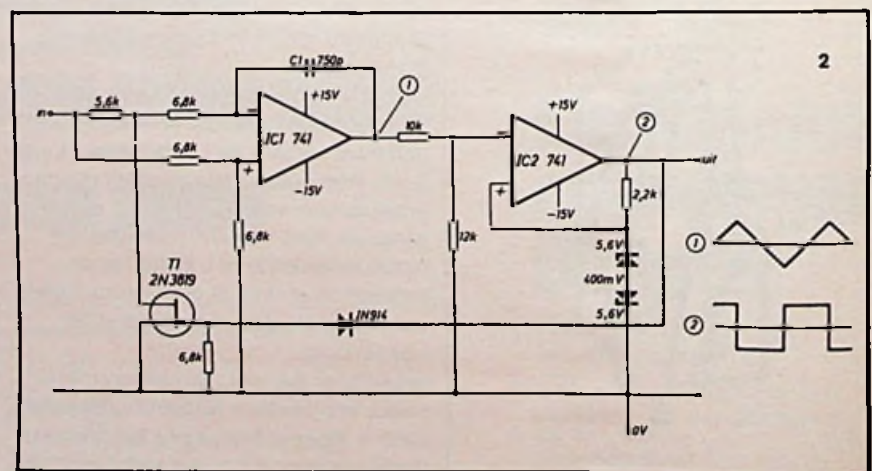 2
C1 750p
①
in
5,6k
6,8k
6,8k
-
+
IC1 741
+15V
-15V
10k
-
+
IC2 741
+15V
-15V
②
uit
2,2k
6,8k
12k
5,6V
400mV
5,6V
T1
2N3819
6,8k
1N914
0V
①
②